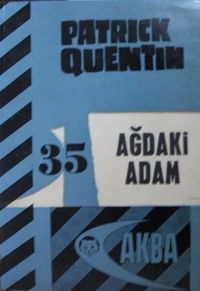 PATRICK
QUENTIN
35
AĞDAKİ
ADAM
AKBA